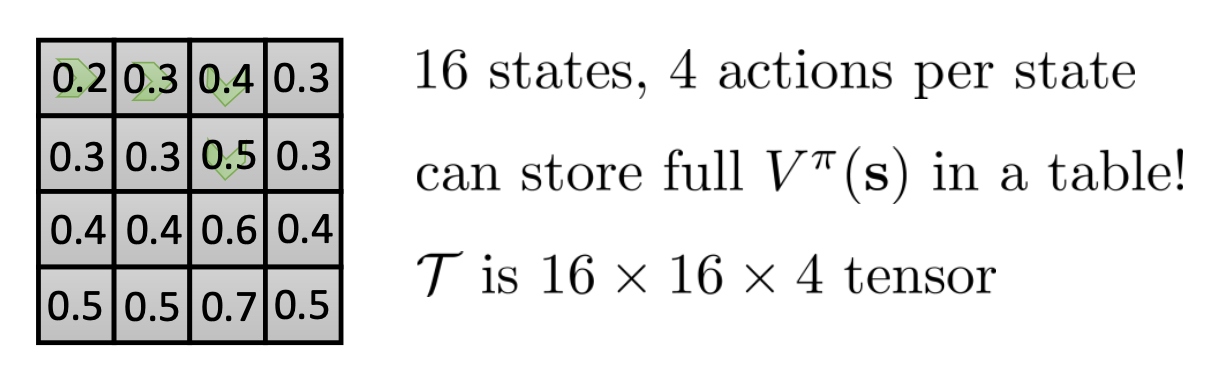 0.2 0.3 0.4 0.3
0.3 0.3 0.5 0.3
0.4 0.4 0.6 0.4
0.5 0.5 0.7 0.5
16 states, 4 actions per state
can store full V^π(s) in a table!
𝒯 is 16 × 16 × 4 tensor